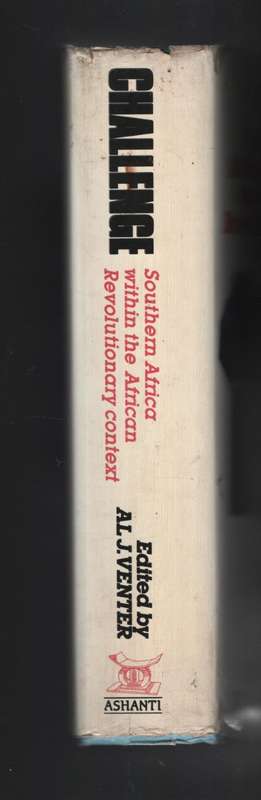 CHALLENGE
Southern Africa
within the African
Revolutionary context
Edited by
AL J. VENTER
ASHANTI